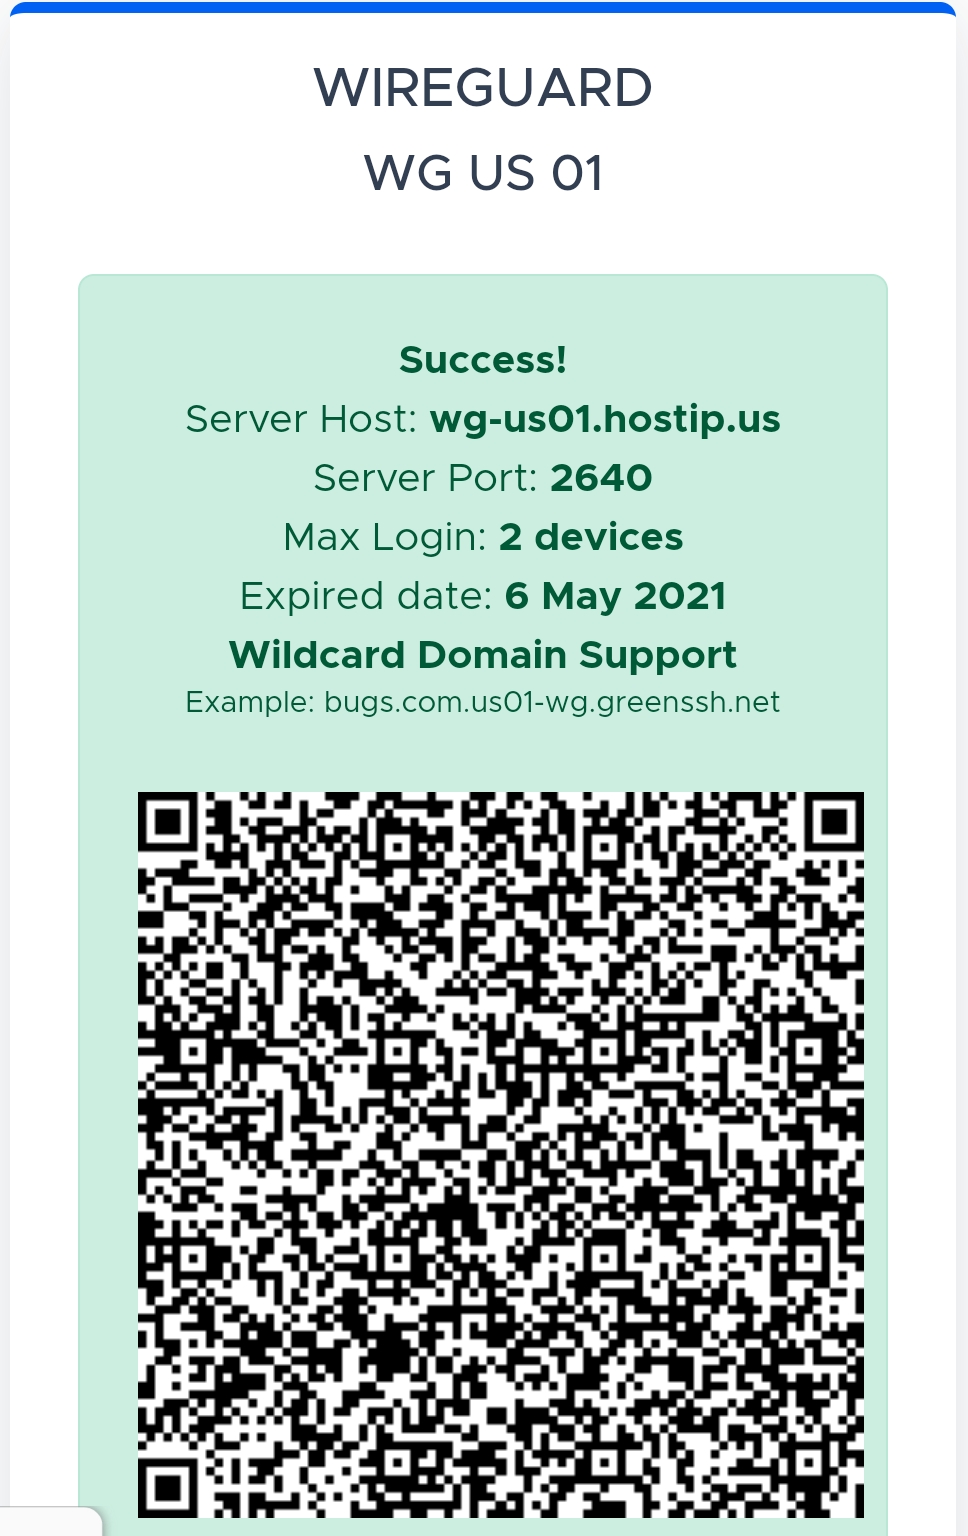 WIREGUARD
WG US 01
Success!
Server Host: wg-us01.hostip.us
Server Port: 2640
Max Login: 2 devices
Expired date: 6 May 2021
Wildcard Domain Support
Example: bugs.com.us01-wg.greenssh.net